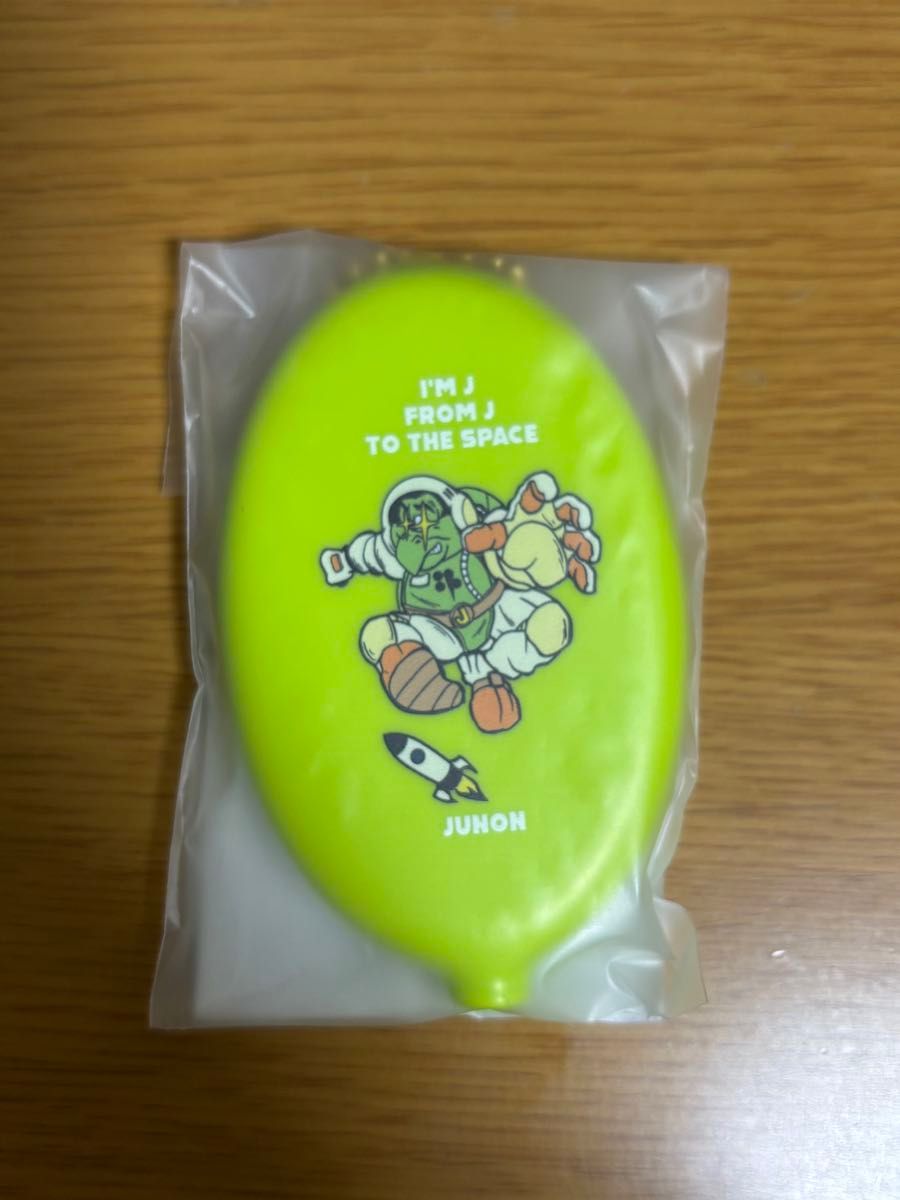 I'M J
FROM J
TO THE SPACE
J
JUNON